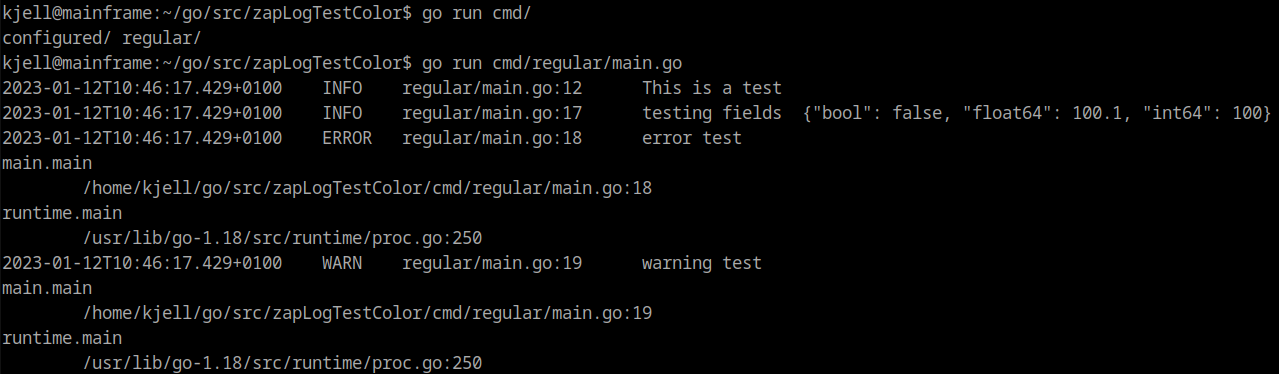 kjell@mainframe:~/go/src/zapLogTestColor$ go run cmd/
configured/ regular/
kjell@mainframe:~/go/src/zapLogTestColor$ go run cmd/regular/main.go
2023-01-12T10:46:17.429+0100    INFO    regular/main.go:12      This is a test
2023-01-12T10:46:17.429+0100    INFO    regular/main.go:17      testing fields  {"bool": false, "float64": 100.1, "int64": 100}
2023-01-12T10:46:17.429+0100    ERROR   regular/main.go:18      error test
main.main
        /home/kjell/go/src/zapLogTestColor/cmd/regular/main.go:18
runtime.main
        /usr/lib/go-1.18/src/runtime/proc.go:250
2023-01-12T10:46:17.429+0100    WARN    regular/main.go:19      warning test
main.main
        /home/kjell/go/src/zapLogTestColor/cmd/regular/main.go:19
runtime.main
        /usr/lib/go-1.18/src/runtime/proc.go:250